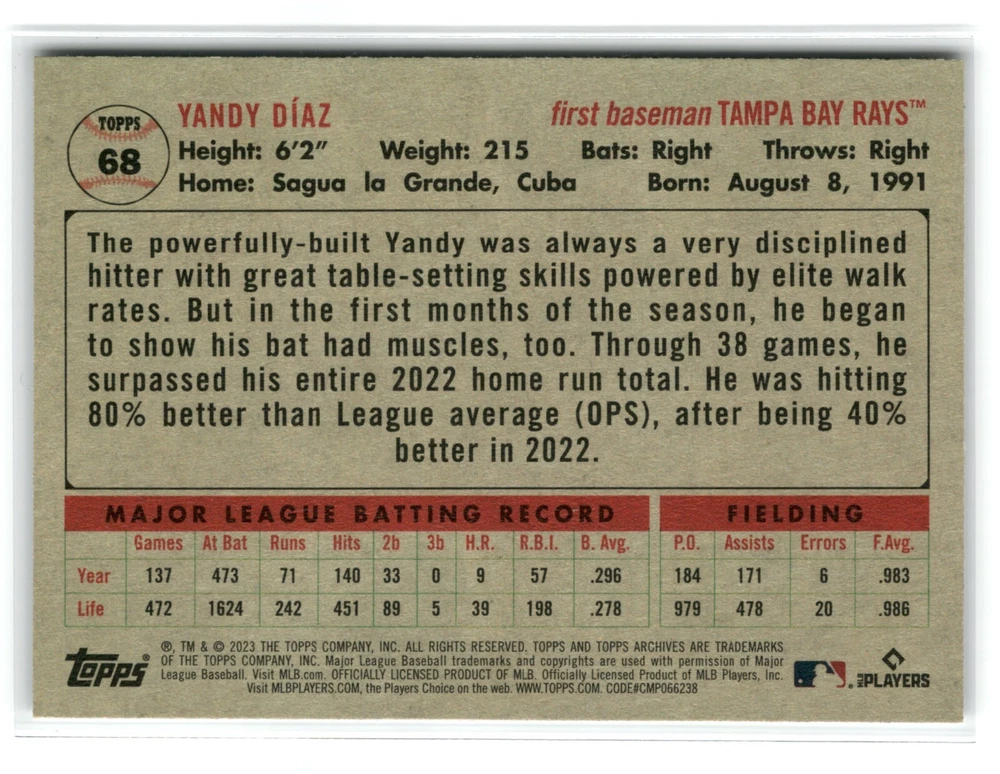 TOPPS
68
YANDY DÍAZ first baseman TAMPA BAY RAYS™
Height: 6'2" Weight: 215 Bats: Right Throws: Right
Home: Sagua la Grande, Cuba Born: August 8, 1991
The powerfully-built Yandy was always a very disciplined
hitter with great table-setting skills powered by elite walk
rates. But in the first months of the season, he began
to show his bat had muscles, too. Through 38 games, he
surpassed his entire 2022 home run total. He was hitting
80% better than League average (OPS), after being 40%
better in 2022.
MAJOR LEAGUE BATTING RECORD FIELDING
Games At Bat Runs Hits 2b 3b H.R. R.B.I. B. Avg. P.O. Assists Errors F.Avg.
Year 137 473 71 140 33 0 9 57 .296 184 171 6 .983
Life 472 1624 242 451 89 5 39 198 .278 979 478 20 .986
Topps®
®, TM & © 2023 THE TOPPS COMPANY, INC. ALL RIGHTS RESERVED. TOPPS AND TOPPS ARCHIVES ARE TRADEMARKS
OF THE TOPPS COMPANY, INC. Major League Baseball trademarks and copyrights are used with permission of Major
League Baseball. Visit MLB.com. OFFICIALLY LICENSED PRODUCT OF MLB. Officially Licensed Product of MLB Players, Inc.
Visit MLBPLAYERS.COM, the Players Choice on the web. WWW.TOPPS.COM. CODE#CMP066238
MLB PLAYERS